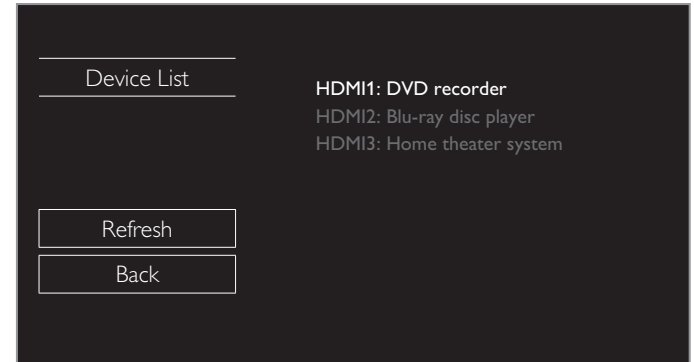 Device List
HDMI1: DVD recorder
HDMI2: Blu-ray disc player
HDMI3: Home theater system
Refresh
Back